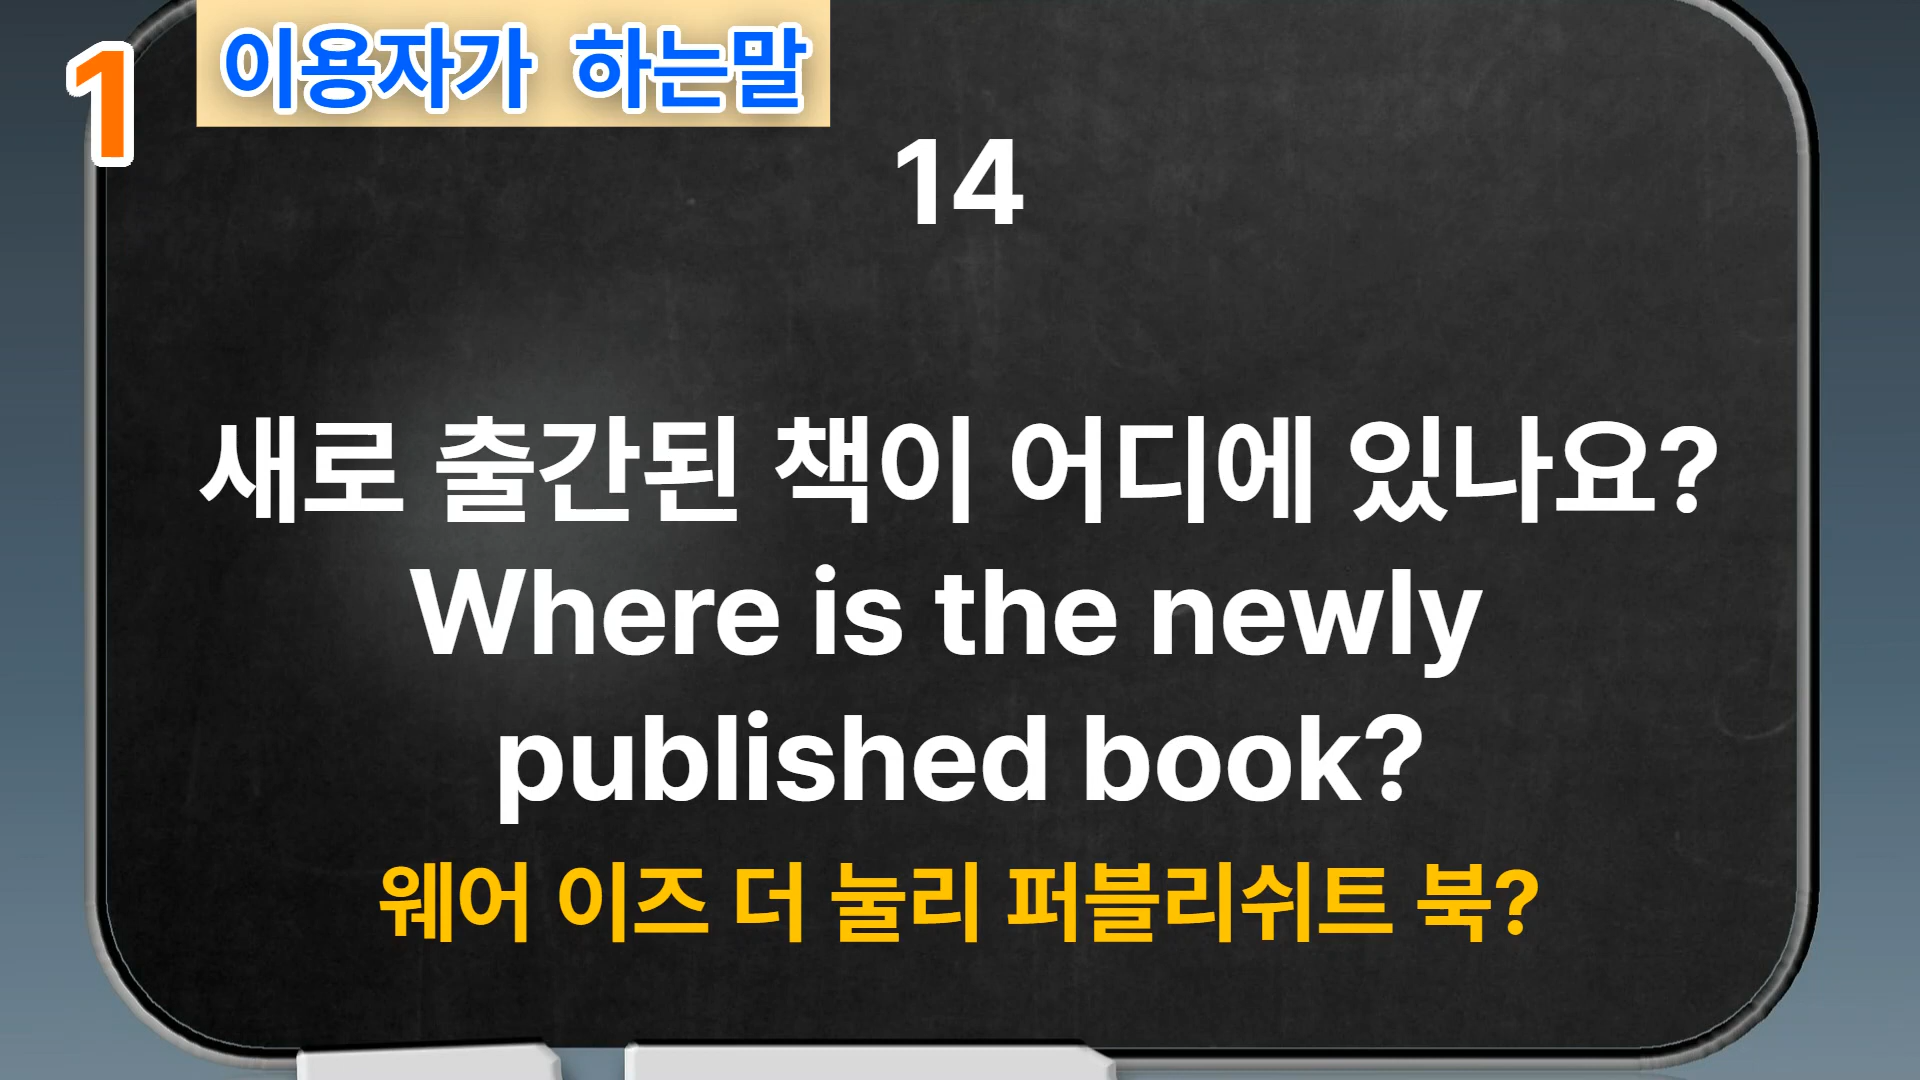 1
이용자가 하는말
14
새로 출간된 책이 어디에 있나요?
Where is the newly
published book?
웨어 이즈 더 눌리 퍼블리쉬트 북?